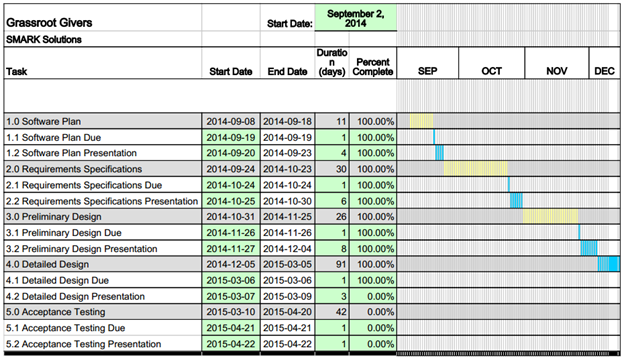 Grassroot Givers Start Date: September 2, 2014
SMARK Solutions
Task Start Date End Date Duration (days) Percent Complete SEP OCT NOV DEC
1.0 Software Plan 2014-09-08 2014-09-18 11 100.00%
1.1 Software Plan Due 2014-09-19 2014-09-19 1 100.00%
1.2 Software Plan Presentation 2014-09-20 2014-09-23 4 100.00%
2.0 Requirements Specifications 2014-09-24 2014-10-23 30 100.00%
2.1 Requirements Specifications Due 2014-10-24 2014-10-24 1 100.00%
2.2 Requirements Specifications Presentation 2014-10-25 2014-10-30 6 100.00%
3.0 Preliminary Design 2014-10-31 2014-11-25 26 100.00%
3.1 Preliminary Design Due 2014-11-26 2014-11-26 1 100.00%
3.2 Preliminary Design Presentation 2014-11-27 2014-12-04 8 100.00%
4.0 Detailed Design 2014-12-05 2015-03-05 91 100.00%
4.1 Detailed Design Due 2015-03-06 2015-03-06 1 100.00%
4.2 Detailed Design Presentation 2015-03-07 2015-03-09 3 0.00%
5.0 Acceptance Testing 2015-03-10 2015-04-20 42 0.00%
5.1 Acceptance Testing Due 2015-04-21 2015-04-21 1 0.00%
5.2 Acceptance Testing Presentation 2015-04-22 2015-04-22 1 0.00%